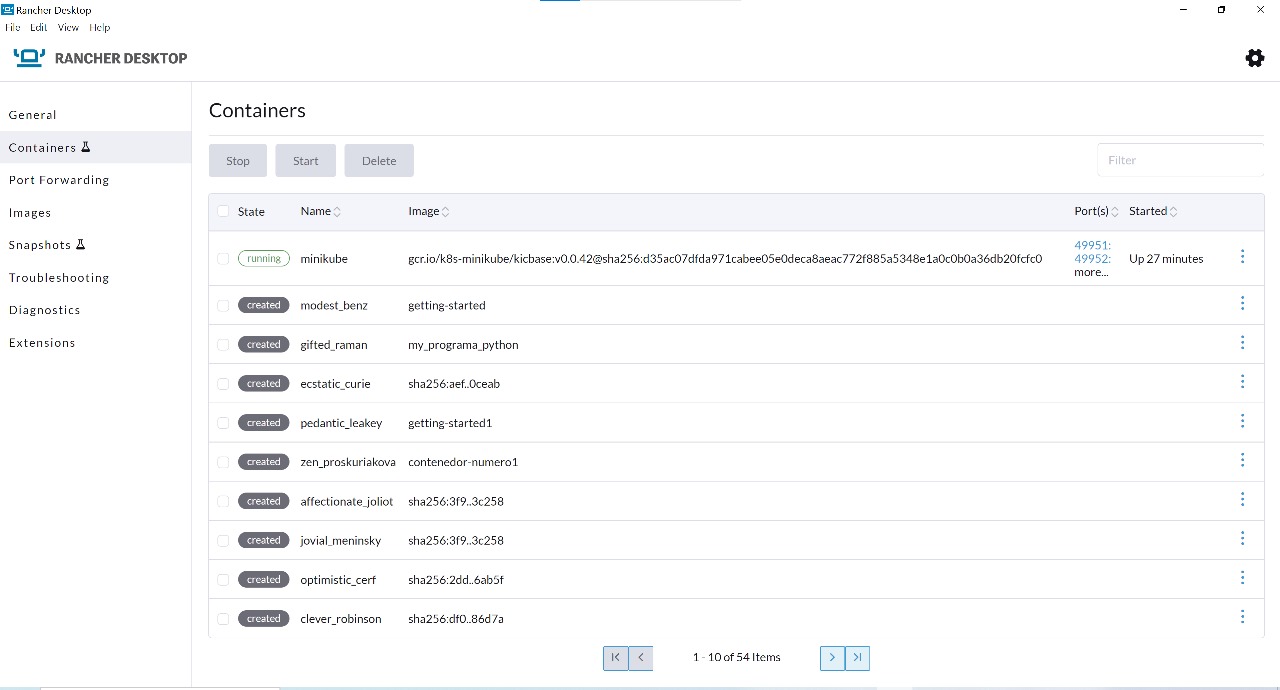 Rancher Desktop
File Edit View Help
RANCHER DESKTOP
General
Containers
Port Forwarding
Images
Snapshots
Troubleshooting
Diagnostics
Extensions
Containers
Stop Start Delete Filter
State Name Image Port(s) Started
running minikube gcr.io/k8s-minikube/kicbase:v0.0.42@sha256:d35ac07dfda971cabee05e0deca8aeac772f885a5348e1a0c0b0a36db20fcfc0 49951: Up 27 minutes
49952:
more...
created modest_benz getting-started
created gifted_raman my_programa_python
created ecstatic_curie sha256:aef..0ceab
created pedantic_leakey getting-started1
created zen_proskuriakova contenedor-numero1
created affectionate_joliot sha256:3f9..3c258
created jovial_meninsky sha256:3f9..3c258
created optimistic_cerf sha256:2dd..6ab5f
created clever_robinson sha256:df0..86d7a
1 - 10 of 54 Items